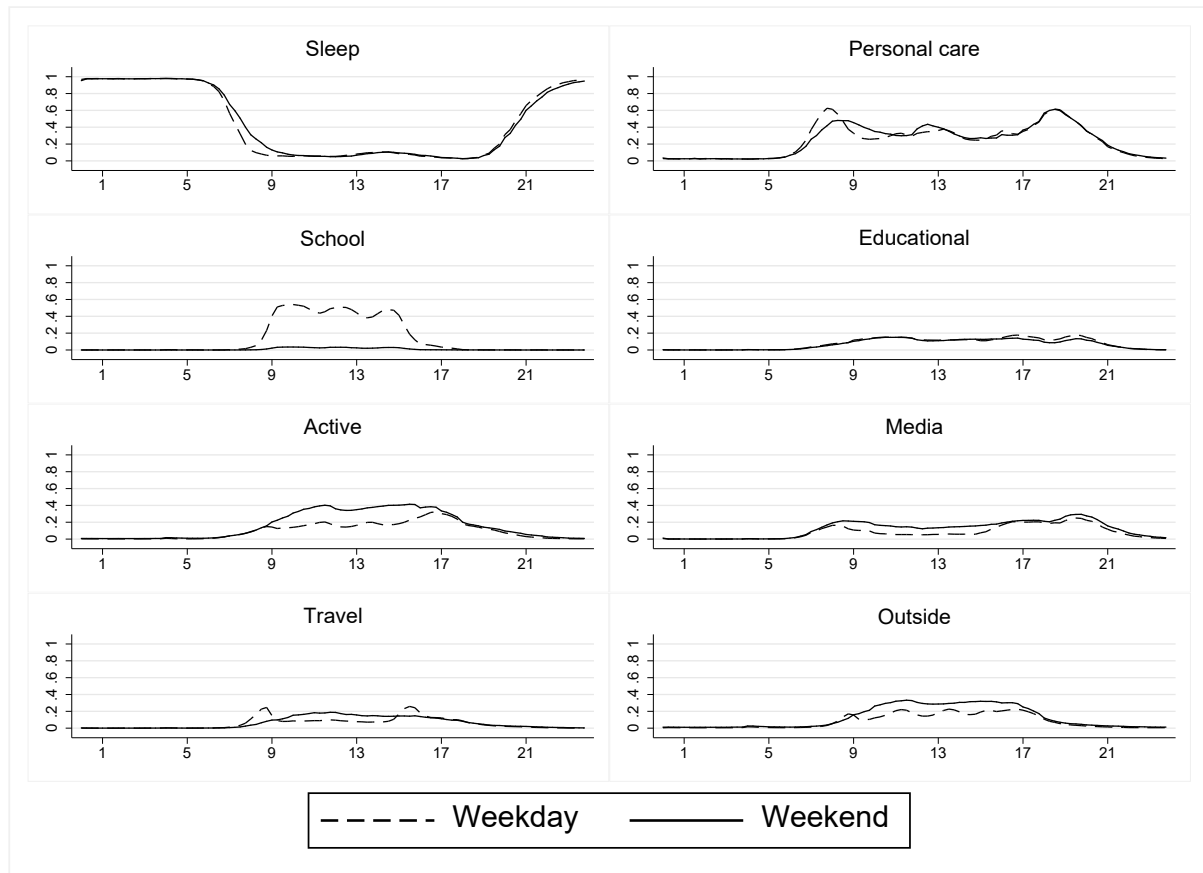 Sleep
0 .2 .4 .6 .8 1
1 5 9 13 17 21
Personal care
0 .2 .4 .6 .8 1
1 5 9 13 17 21
School
0 .2 .4 .6 .8 1
1 5 9 13 17 21
Educational
0 .2 .4 .6 .8 1
1 5 9 13 17 21
Active
0 .2 .4 .6 .8 1
1 5 9 13 17 21
Media
0 .2 .4 .6 .8 1
1 5 9 13 17 21
Travel
0 .2 .4 .6 .8 1
1 5 9 13 17 21
Outside
0 .2 .4 .6 .8 1
1 5 9 13 17 21
Weekday Weekend